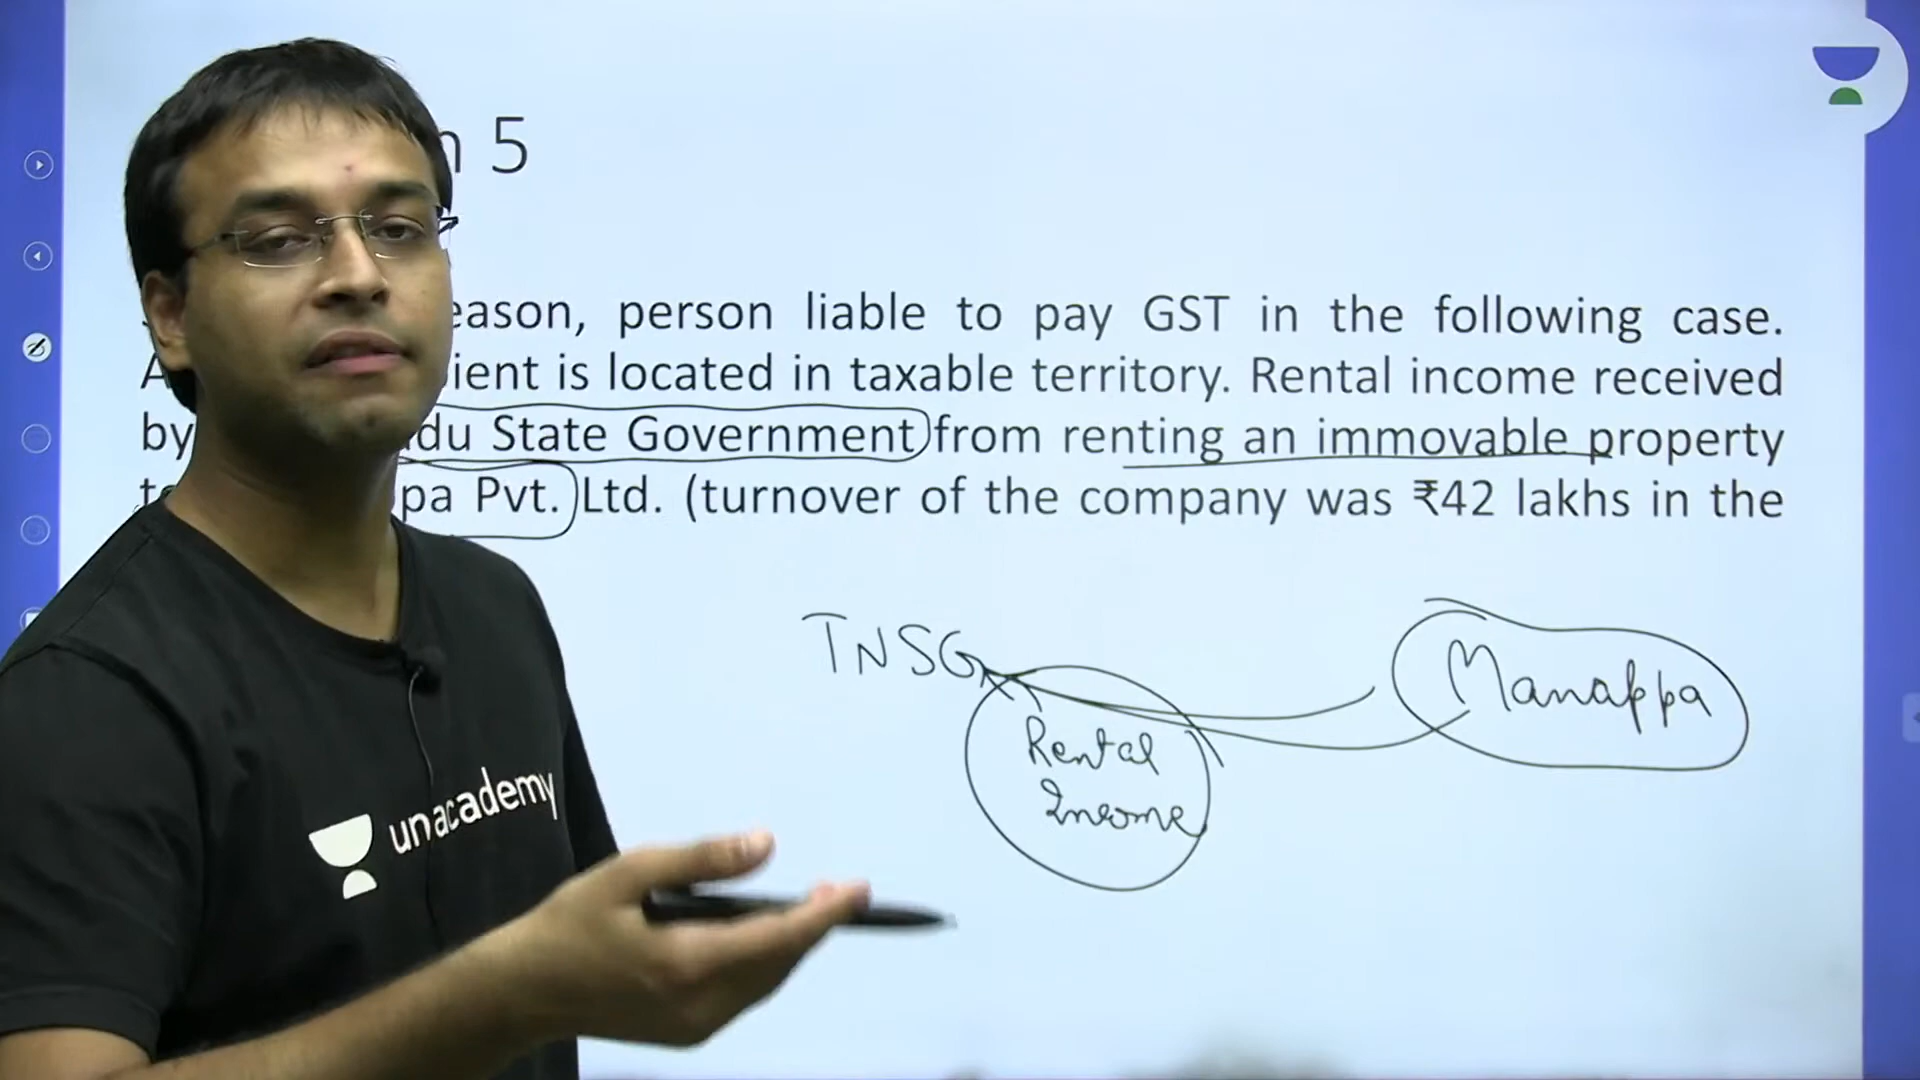 n 5
eason, person liable to pay GST in the following case.
A ient is located in taxable territory. Rental income received
by du State Government from renting an immovable property
pa Pvt. Ltd. (turnover of the company was ₹42 lakhs in the
TNSG
Manappa
Rental
Income
unacademy